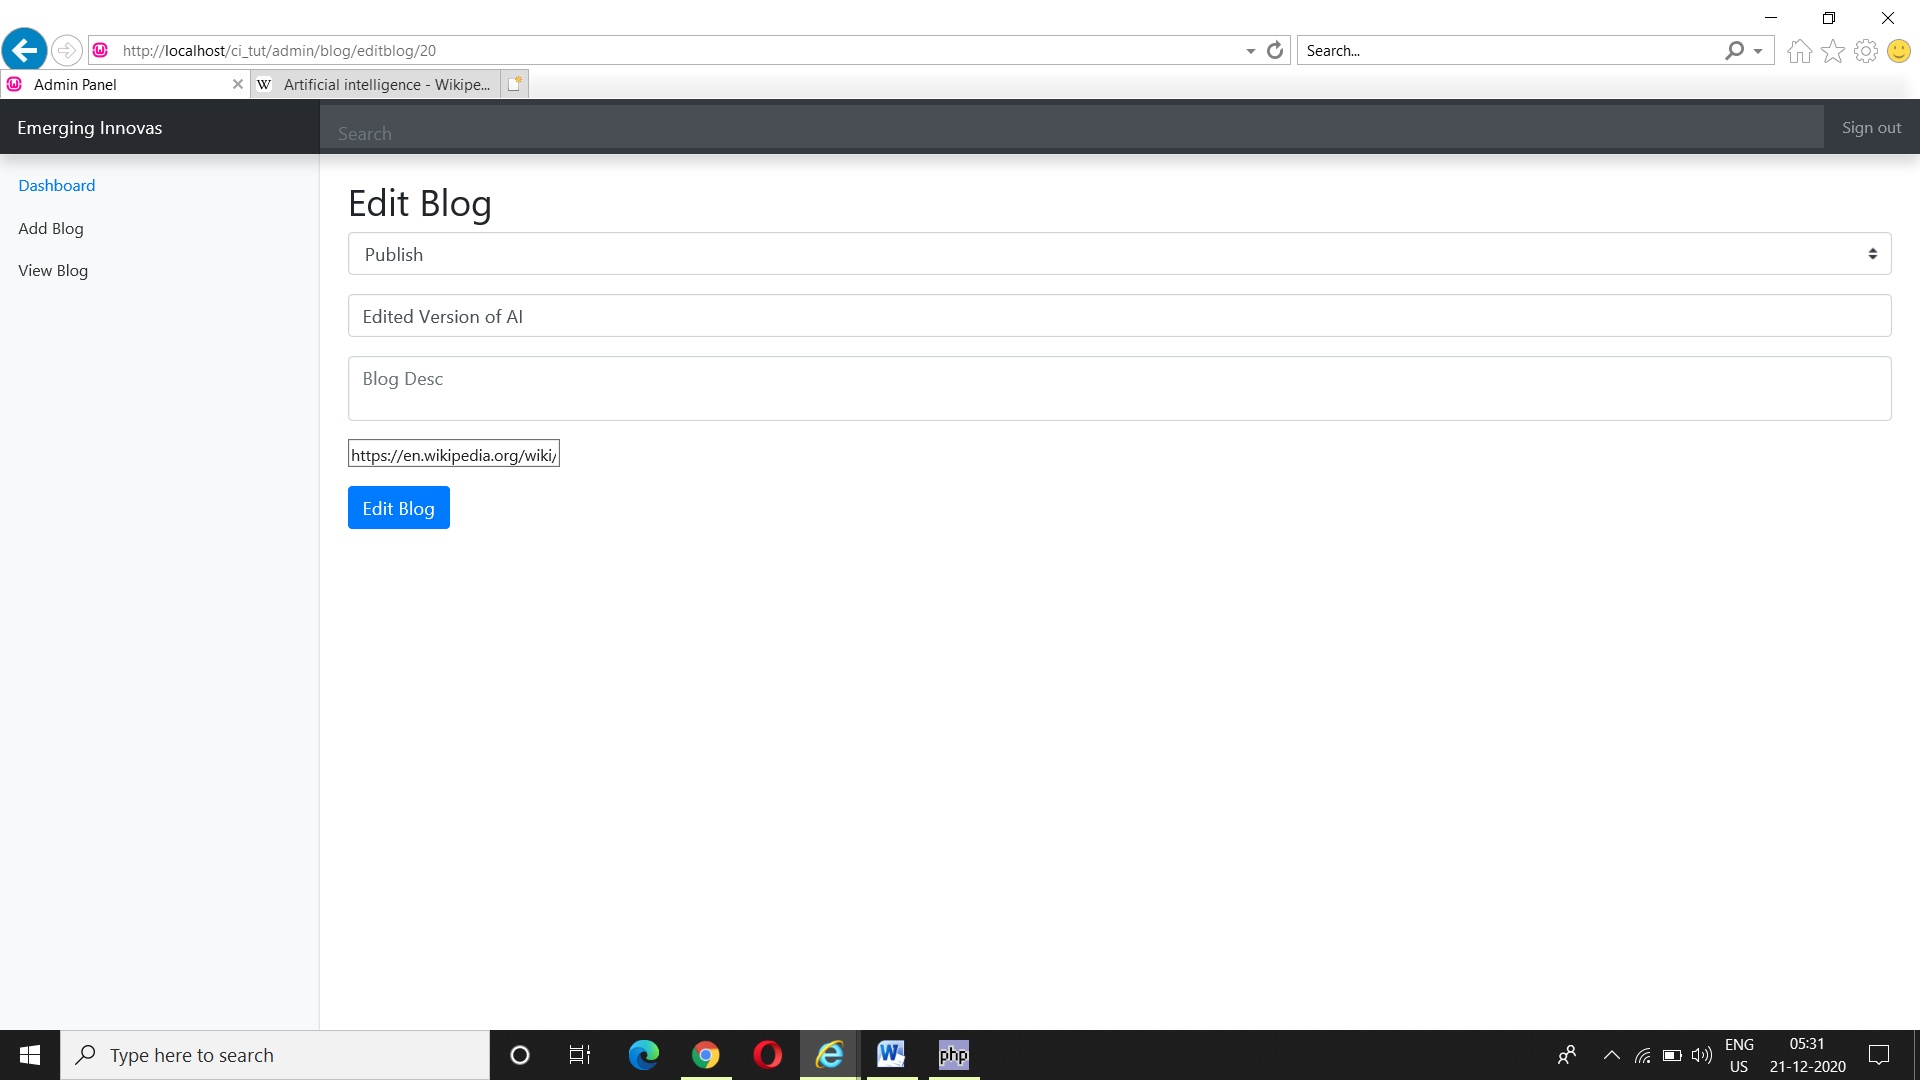 http://localhost/ci_tut/admin/blog/editblog/20
Search...
Admin Panel
W Artificial intelligence - Wikipe...
Emerging Innovas
Search
Sign out
Dashboard
Add Blog
View Blog
Edit Blog
Publish
Edited Version of AI
Blog Desc
https://en.wikipedia.org/wiki/
Edit Blog
Type here to search
W
php
ENG
US
05:31
21-12-2020